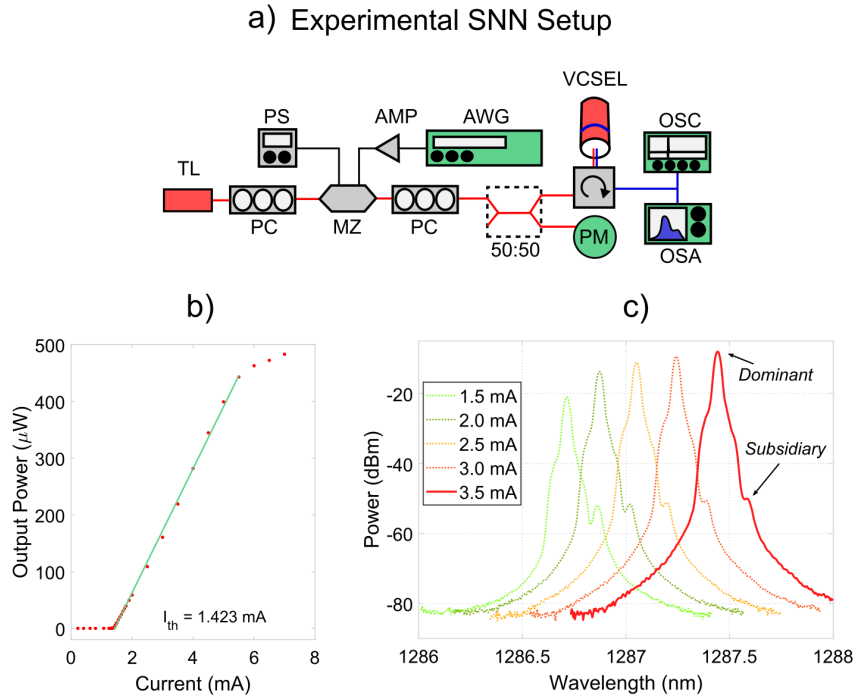 a) Experimental SNN Setup
VCSEL
PS
AMP
AWG
OSC
TL
PC
MZ
PC
50:50
PM
OSA
b)
500
400
300
200
100
0
Output Power (μW)
I_th = 1.423 mA
0 2 4 6 8
Current (mA)
c)
1.5 mA
2.0 mA
2.5 mA
3.0 mA
3.5 mA
Dominant
Subsidiary
-20
-40
-60
-80
Power (dBm)
1286 1286.5 1287 1287.5 1288
Wavelength (nm)